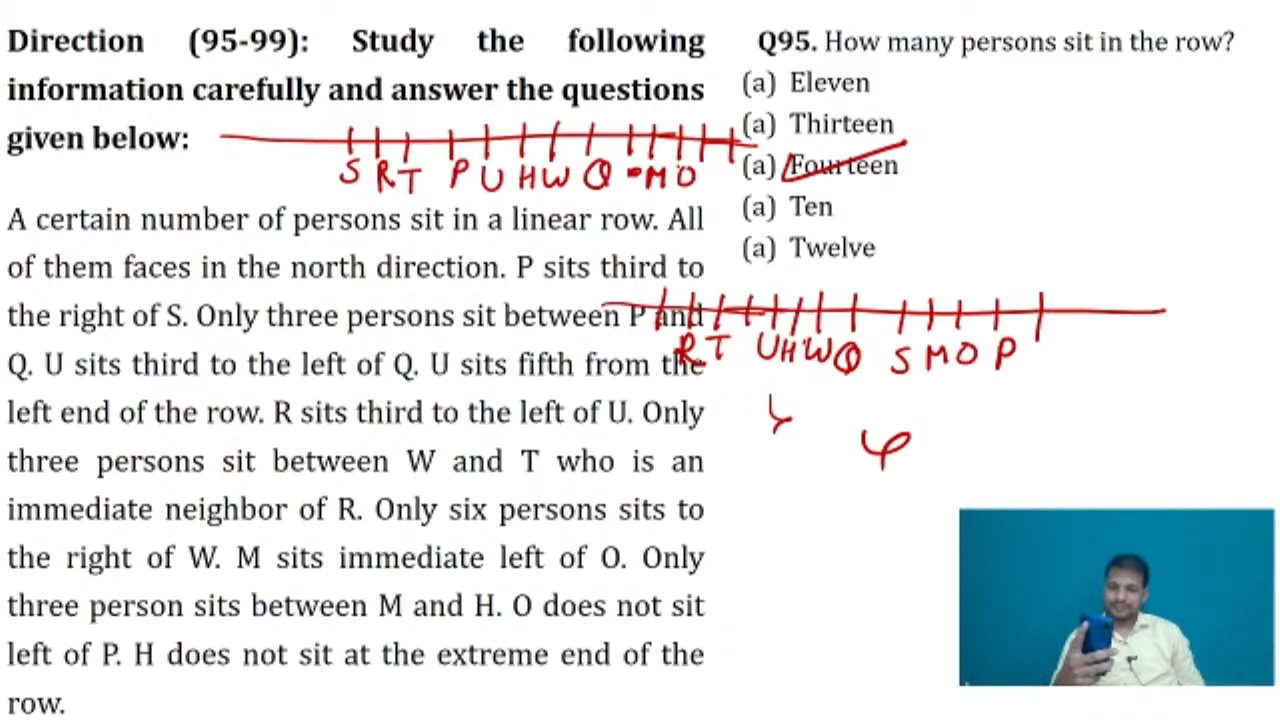 Direction (95-99): Study the following
information carefully and answer the questions
given below:
S R T P U H W Q M O
A certain number of persons sit in a linear row. All
of them faces in the north direction. P sits third to
the right of S. Only three persons sit between P and
Q. U sits third to the left of Q. U sits fifth from the
left end of the row. R sits third to the left of U. Only
three persons sit between W and T who is an
immediate neighbor of R. Only six persons sits to
the right of W. M sits immediate left of O. Only
three person sits between M and H. O does not sit
left of P. H does not sit at the extreme end of the
row.
Q95. How many persons sit in the row?
(a) Eleven
(a) Thirteen
(a) Fourteen
(a) Ten
(a) Twelve
R T U H W Q S M O P